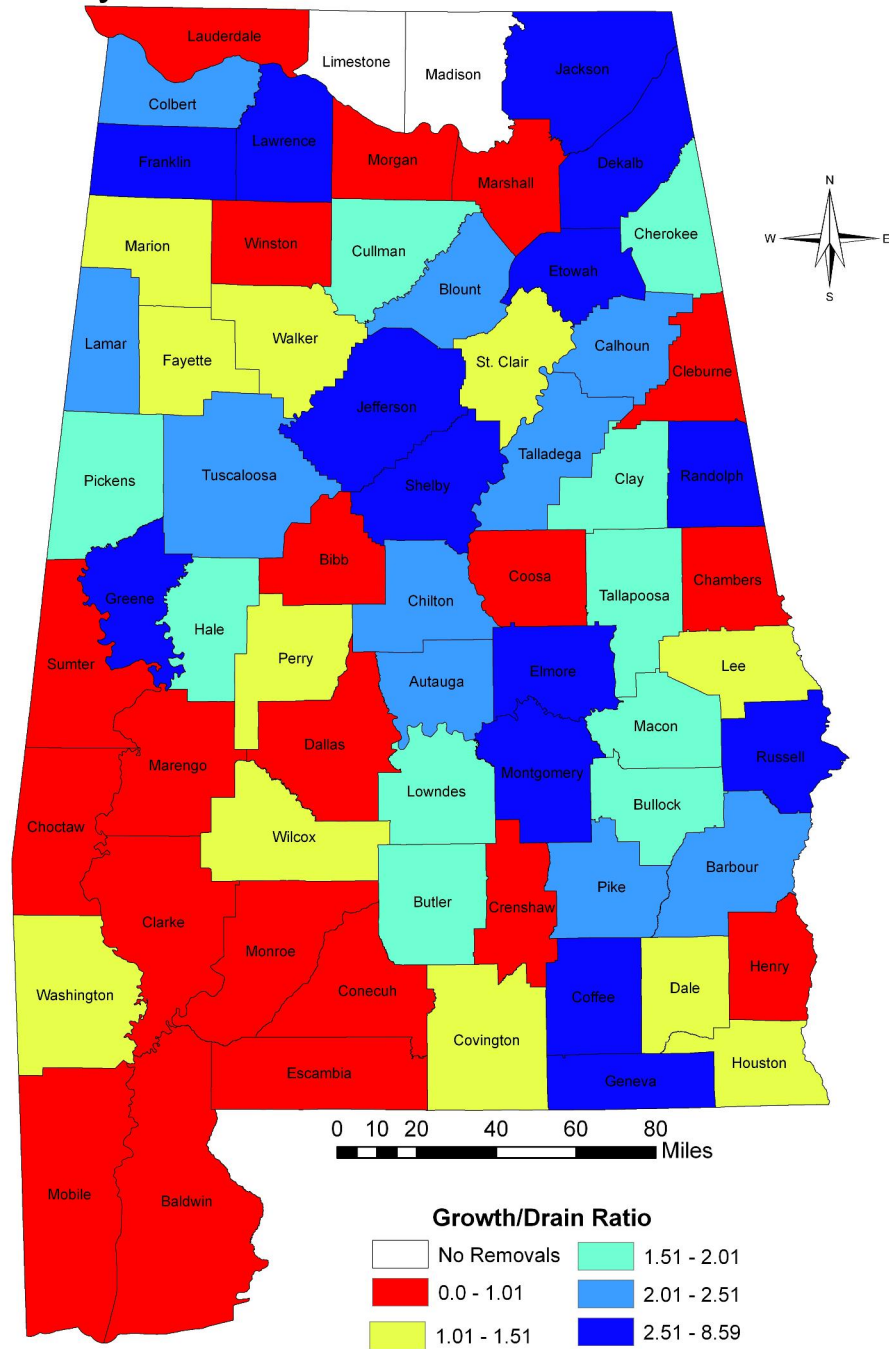 Lauderdale
Limestone
Madison
Jackson
Colbert
Lawrence
Franklin
Morgan
Marshall
Dekalb
N
W E
S
Marion
Winston
Cullman
Cherokee
Blount
Etowah
Lamar
Fayette
Walker
St. Clair
Calhoun
Cleburne
Jefferson
Pickens
Tuscaloosa
Shelby
Talladega
Clay
Randolph
Greene
Hale
Bibb
Chilton
Coosa
Tallapoosa
Chambers
Sumter
Perry
Autauga
Elmore
Lee
Marengo
Dallas
Lowndes
Montgomery
Macon
Russell
Choctaw
Wilcox
Bullock
Clarke
Butler
Crenshaw
Pike
Barbour
Washington
Monroe
Conecuh
Covington
Coffee
Dale
Henry
Escambia
Geneva
Houston
Mobile
Baldwin
0 10 20 40 60 80
Miles
Growth/Drain Ratio
No Removals
0.0 - 1.01
1.01 - 1.51
1.51 - 2.01
2.01 - 2.51
2.51 - 8.59